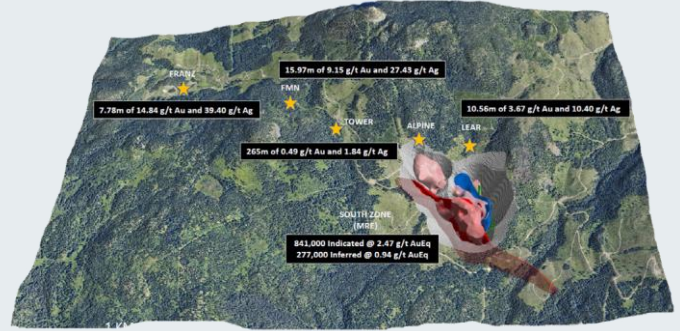 15.97m of 9.15 g/t Au and 27.43 g/t Ag
FRANZ
FMN
7.78m of 14.84 g/t Au and 39.40 g/t Ag
10.56m of 3.67 g/t Au and 10.40 g/t Ag
TOWER
ALPINE
LEAR
265m of 0.49 g/t Au and 1.84 g/t Ag
SOUTH ZONE
(MRE)
841,000 Indicated @ 2.47 g/t AuEq
277,000 Inferred @ 0.94 g/t AuEq